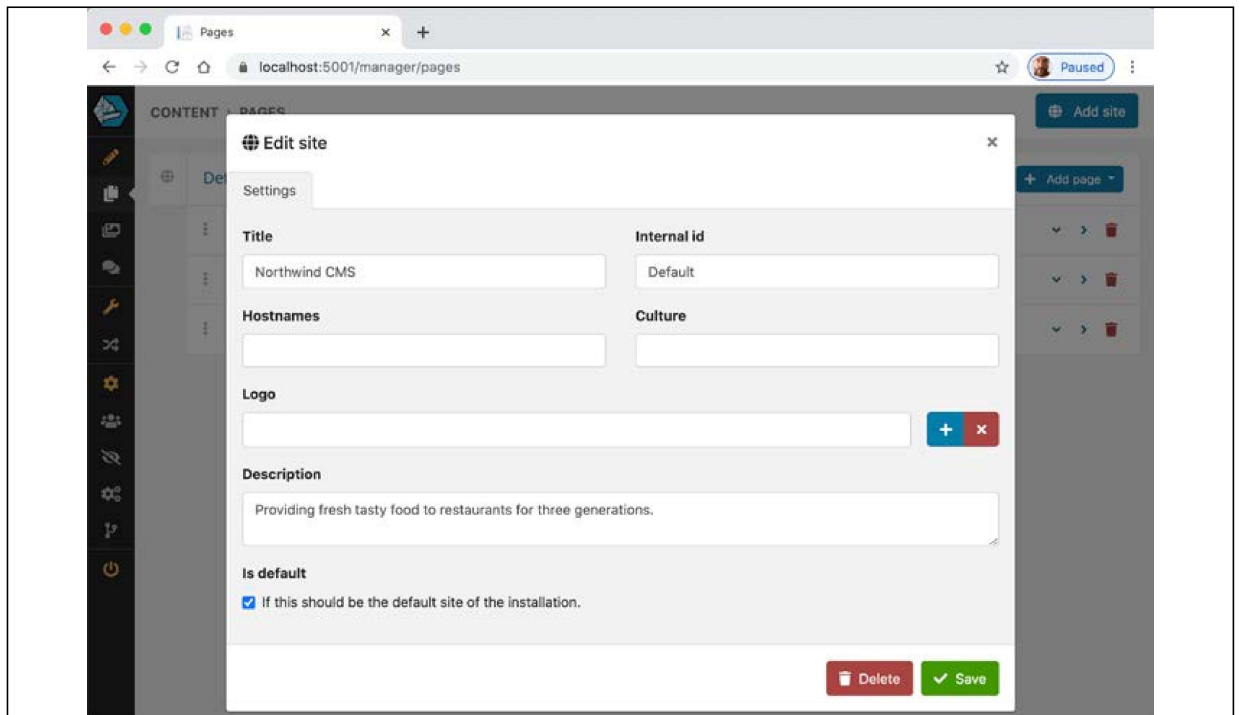 Pages
localhost:5001/manager/pages
Paused
CONTENT
PAGES
Add site
Edit site
Def
Add page
Settings
Title
Internal id
Northwind CMS
Default
Hostnames
Culture
Logo
Description
Providing fresh tasty food to restaurants for three generations.
Is default
If this should be the default site of the installation.
Delete
Save